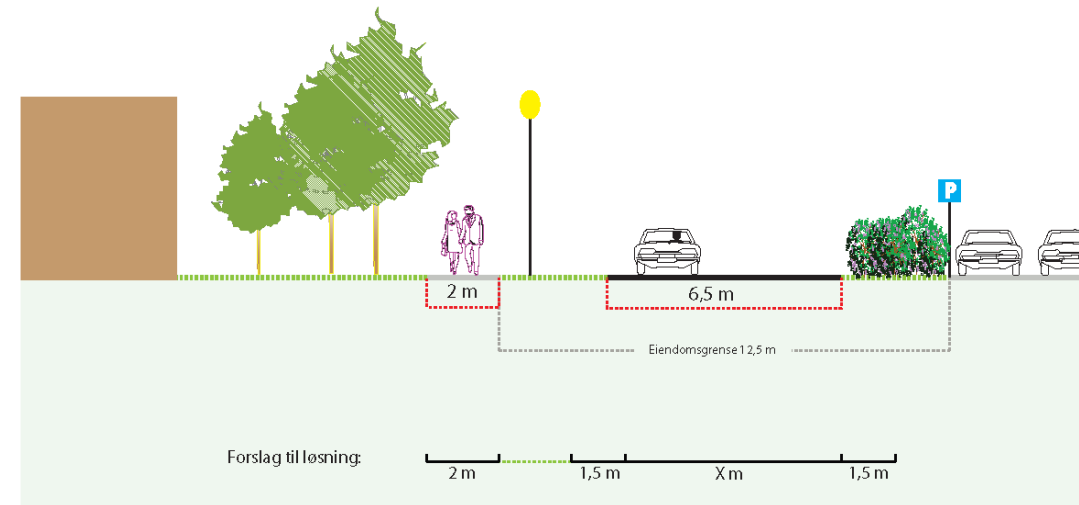 P
2 m
6,5 m
Eiendomsgrense 12,5 m
Forslag til løsning:
2 m
1,5 m
X m
1,5 m